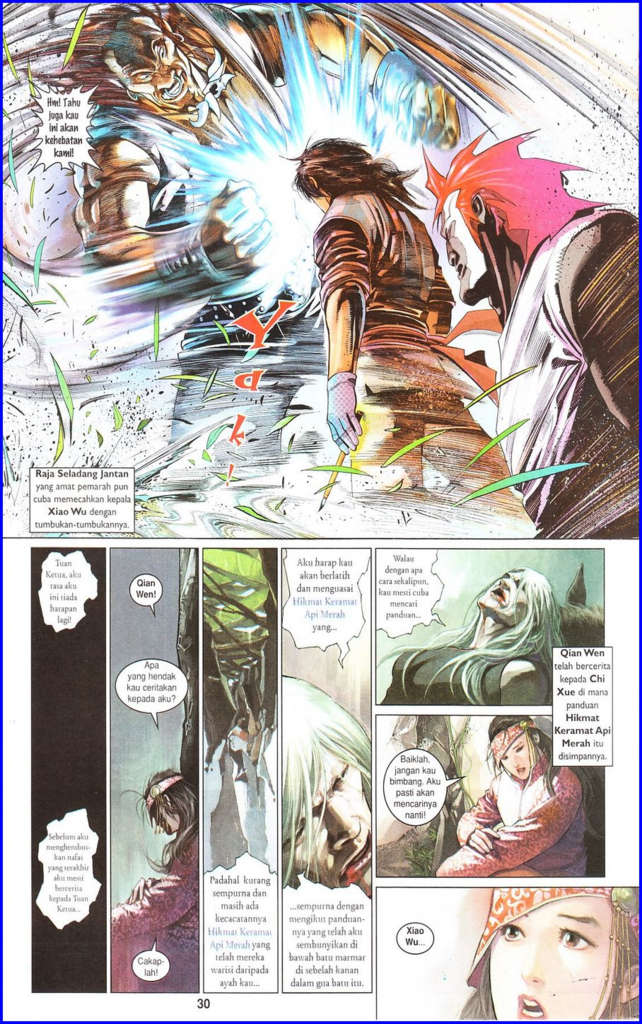 Hm! Tahu
juga kau
ini akan
kehebatan
kami!
Y
d
k
!
Raja Seladang Jantan
yang amat pemarah pun
cuba memecahkan kepala
Xiao Wu dengan
tumbukan-tumbukannya.
Tuan
Ketua, aku
rasa aku
ini tiada
harapan
lagi!
Sebelum aku
menghembus-
kan nafas
yang terakhir
aku mesti
bercerita
kepada Tuan
Ketua...
Qian
Wen!
Apa
yang hendak
kau ceritakan
kepada aku?
Cakap-
lah!
Padahal kurang
sempurna dan
masih ada
kecacatannya
Hikmat Keramat
Api Merah yang
telah mereka
warisi daripada
ayah kau...
Aku harap kau
akan berlatih
dan menguasai
Hikmat Keramat
Api Merah
yang...
...sempurna dengan
mengikut panduan-
nya yang telah aku
sembunyikan di
bawah batu marmar
di sebelah kanan
dalam gua batu itu.
Walau
dengan apa
cara sekalipun,
kau mesti cuba
mencari
panduan...
Qian Wen
telah bercerita
kepada Chi
Xue di mana
panduan
Hikmat
Keramat Api
Merah itu
disimpannya.
Baiklah,
jangan kau
bimbang. Aku
pasti akan
mencarinya
nanti!
Xiao
Wu...
30